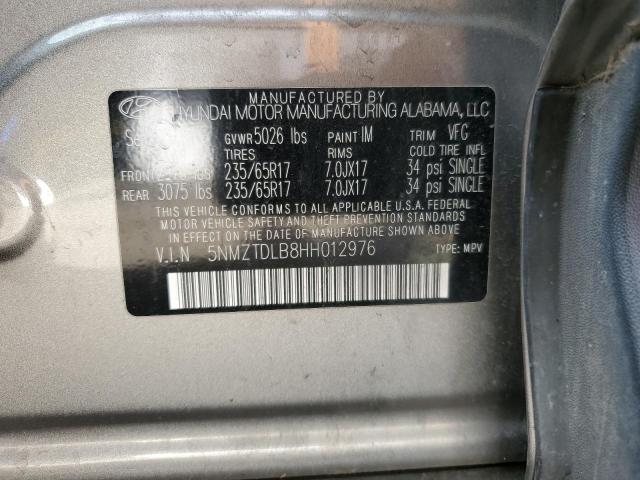 MANUFACTURED BY
HYUNDAI MOTOR MANUFACTURING ALABAMA, LLC
GVWR 5026 lbs PAINT IM TRIM VFC
TIRES RIMS COLD TIRE INFL
FRONT lbs 235/65R17 7.0JX17 34 psi SINGLE
REAR 3075 lbs 235/65R17 7.0JX17 34 psi SINGLE
THIS VEHICLE CONFORMS TO ALL APPLICABLE U.S.A. FEDERAL
MOTOR VEHICLE SAFETY AND THEFT PREVENTION STANDARDS
IN EFFECT ON THE DATE OF MANUFACTURE SHOWN ABOVE.
V.I.N 5NMZTDLB8HH012976 TYPE: MPV